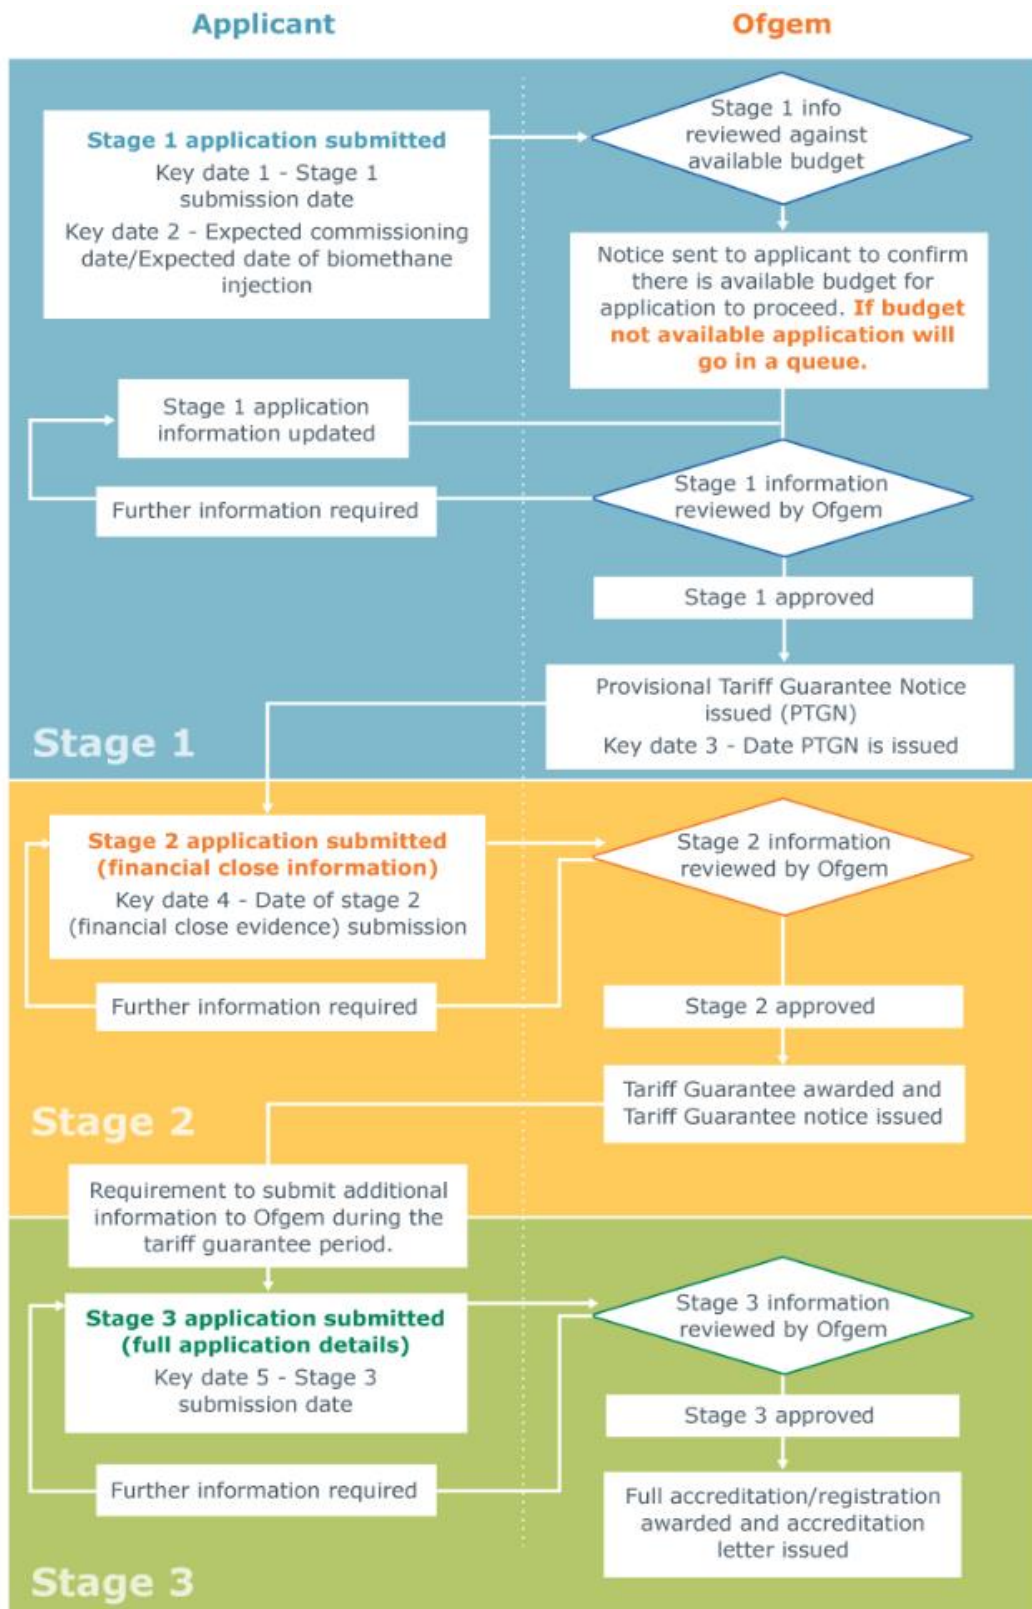 Applicant
Ofgem
Stage 1 application submitted
Key date 1 - Stage 1
submission date
Key date 2 - Expected commissioning
date/Expected date of biomethane
injection
Stage 1 info
reviewed against
available budget
Notice sent to applicant to confirm
there is available budget for
application to proceed. If budget
not available application will
go in a queue.
Stage 1 application
information updated
Further information required
Stage 1 information
reviewed by Ofgem
Stage 1 approved
Provisional Tariff Guarantee Notice
issued (PTGN)
Key date 3 - Date PTGN is issued
Stage 1
Stage 2 application submitted
(financial close information)
Key date 4 - Date of stage 2
(financial close evidence) submission
Stage 2 information
reviewed by Ofgem
Further information required
Stage 2 approved
Tariff Guarantee awarded and
Tariff Guarantee notice issued
Stage 2
Requirement to submit additional
information to Ofgem during the
tariff guarantee period.
Stage 3 application submitted
(full application details)
Key date 5 - Stage 3
submission date
Stage 3 information
reviewed by Ofgem
Further information required
Stage 3 approved
Full accreditation/registration
awarded and accreditation
letter issued
Stage 3